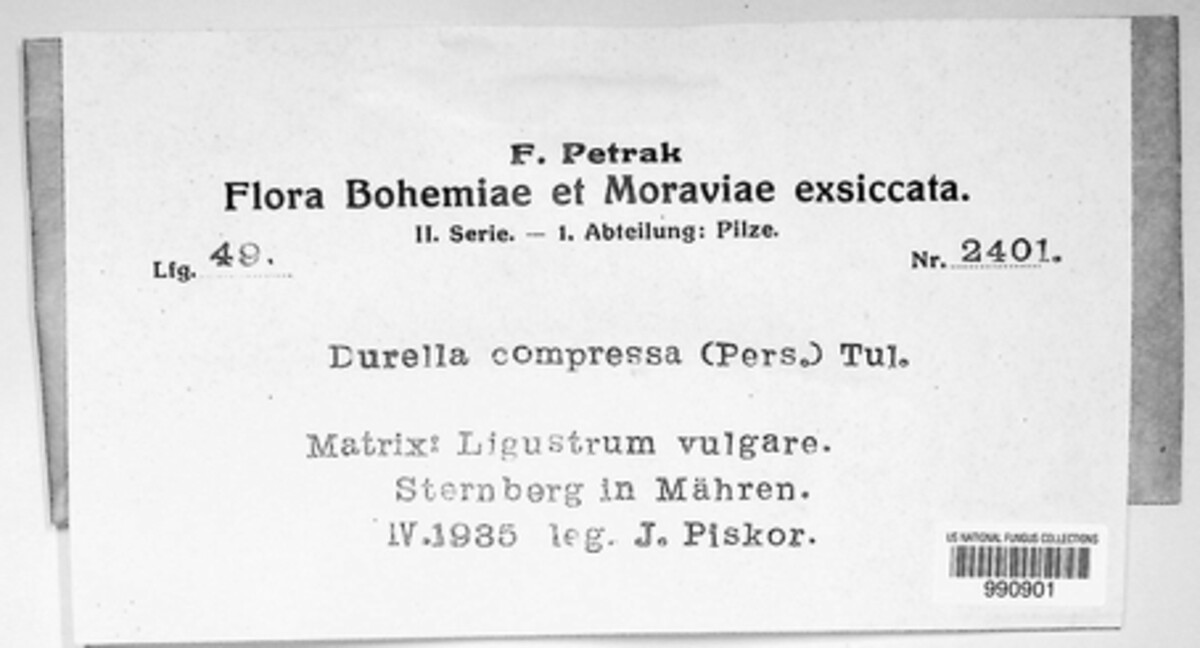 F. Petrak
Flora Bohemiae et Moraviae exsiccata.
II. Serie. — 1. Abteilung: Pilze.
Lfg. 49.
Nr. 2401.
Durella compressa (Pers.) Tul.
Matrix: Ligustrum vulgare.
Sternberg in Mähren.
IV.1935 leg. J. Piskor.
US NATIONAL FUNGUS COLLECTIONS
990901